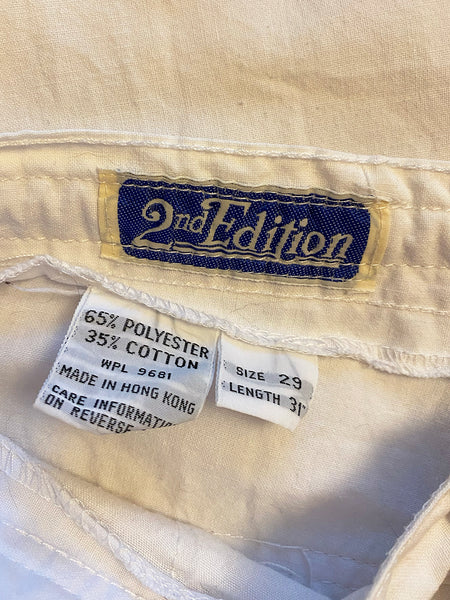 2nd Edition
65% POLYESTER
35% COTTON
WPL 9681
MADE IN HONG KONG
CARE INFORMATION
ON REVERSE
SIZE 29
LENGTH 31"